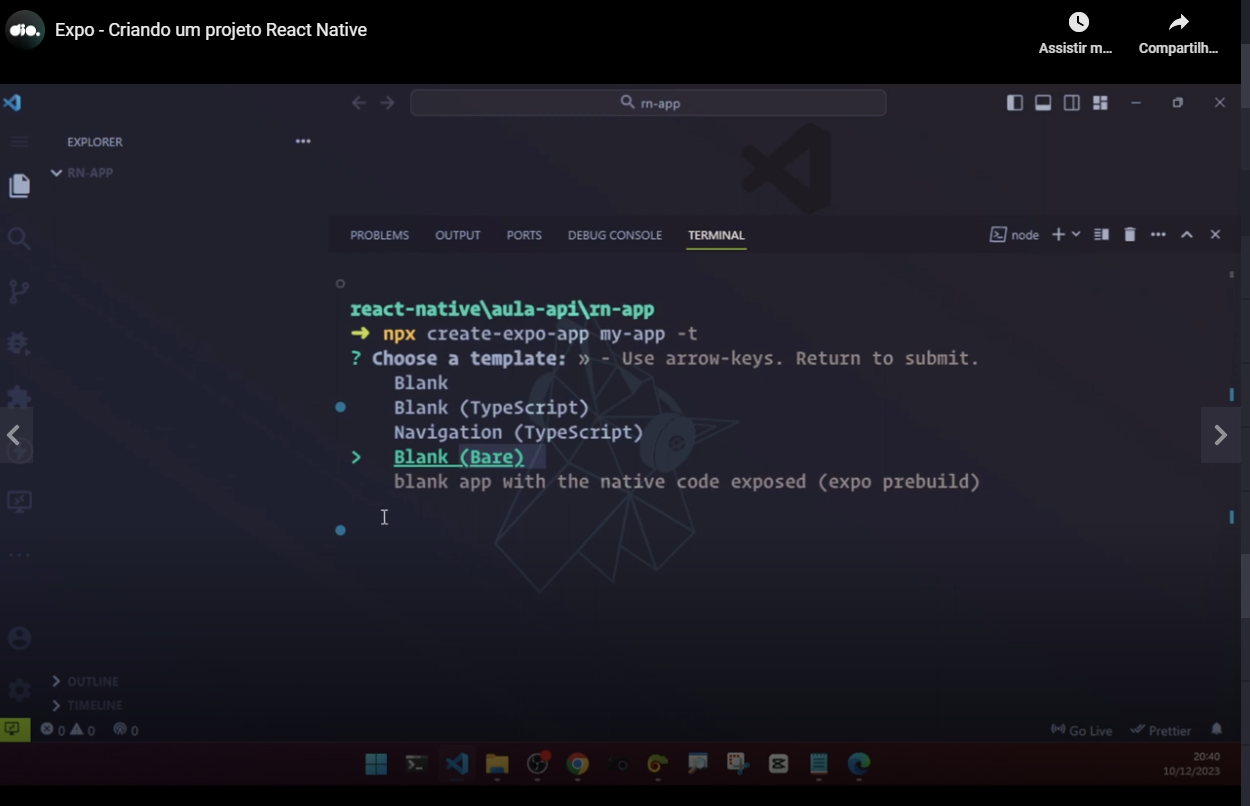 dio.
Expo - Criando um projeto React Native
Assistir m...
Compartilh...
rn-app
EXPLORER
RN-APP
PROBLEMS
OUTPUT
PORTS
DEBUG CONSOLE
TERMINAL
node
react-native\aula-api\rn-app
➜ npx create-expo-app my-app -t
? Choose a template: » - Use arrow-keys. Return to submit.
Blank
Blank (TypeScript)
Navigation (TypeScript)
> Blank (Bare)
blank app with the native code exposed (expo prebuild)
OUTLINE
TIMELINE
0 0 0
Go Live
Prettier
20:40
10/12/2023